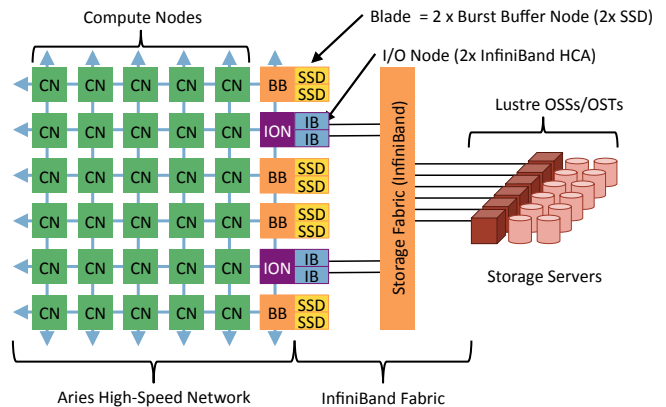 Compute Nodes
Blade = 2 x Burst Buffer Node (2x SSD)
I/O Node (2x InfiniBand HCA)
CN CN CN CN CN BB SSD
SSD
CN CN CN CN CN ION IB
IB
CN CN CN CN CN BB SSD
SSD
CN CN CN CN CN BB SSD
SSD
CN CN CN CN CN ION IB
IB
CN CN CN CN CN BB SSD
SSD
Storage Fabric (InfiniBand)
Lustre OSSs/OSTs
Storage Servers
Aries High-Speed Network
InfiniBand Fabric